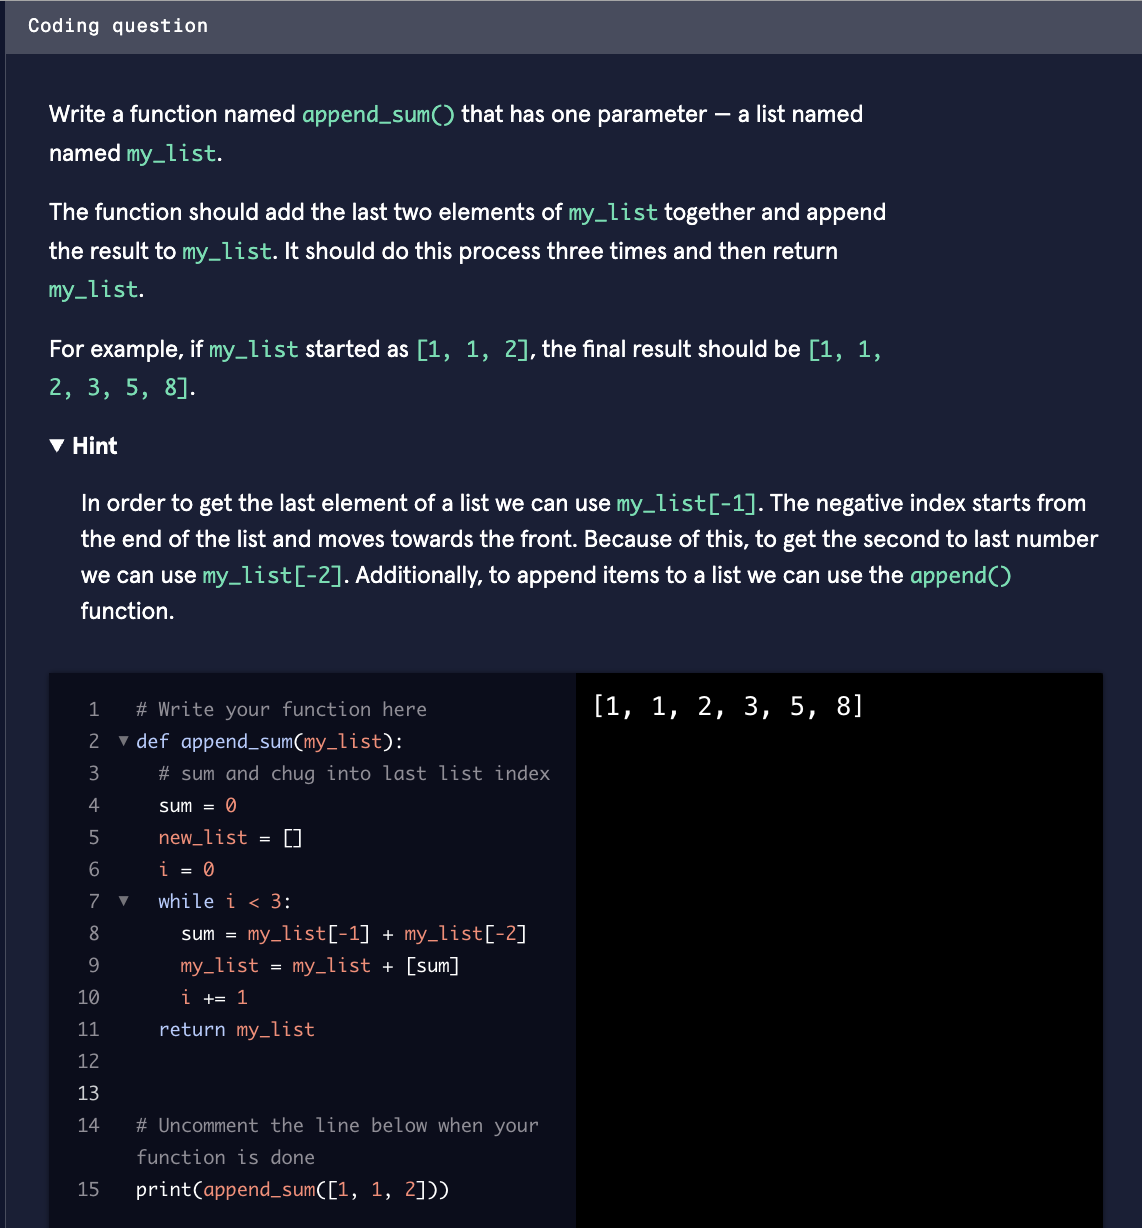 Coding question
Write a function named append_sum() that has one parameter — a list named
named my_list.
The function should add the last two elements of my_list together and append
the result to my_list. It should do this process three times and then return
my_list.
For example, if my_list started as [1, 1, 2], the final result should be [1, 1,
2, 3, 5, 8].
▼ Hint
In order to get the last element of a list we can use my_list[-1]. The negative index starts from
the end of the list and moves towards the front. Because of this, to get the second to last number
we can use my_list[-2]. Additionally, to append items to a list we can use the append()
function.
1 # Write your function here
2 ▼ def append_sum(my_list):
3 # sum and chug into last list index
4 sum = 0
5 new_list = []
6 i = 0
7 ▼ while i < 3:
8 sum = my_list[-1] + my_list[-2]
9 my_list = my_list + [sum]
10 i += 1
11 return my_list
12
13
14 # Uncomment the line below when your
function is done
15 print(append_sum([1, 1, 2]))
[1, 1, 2, 3, 5, 8]